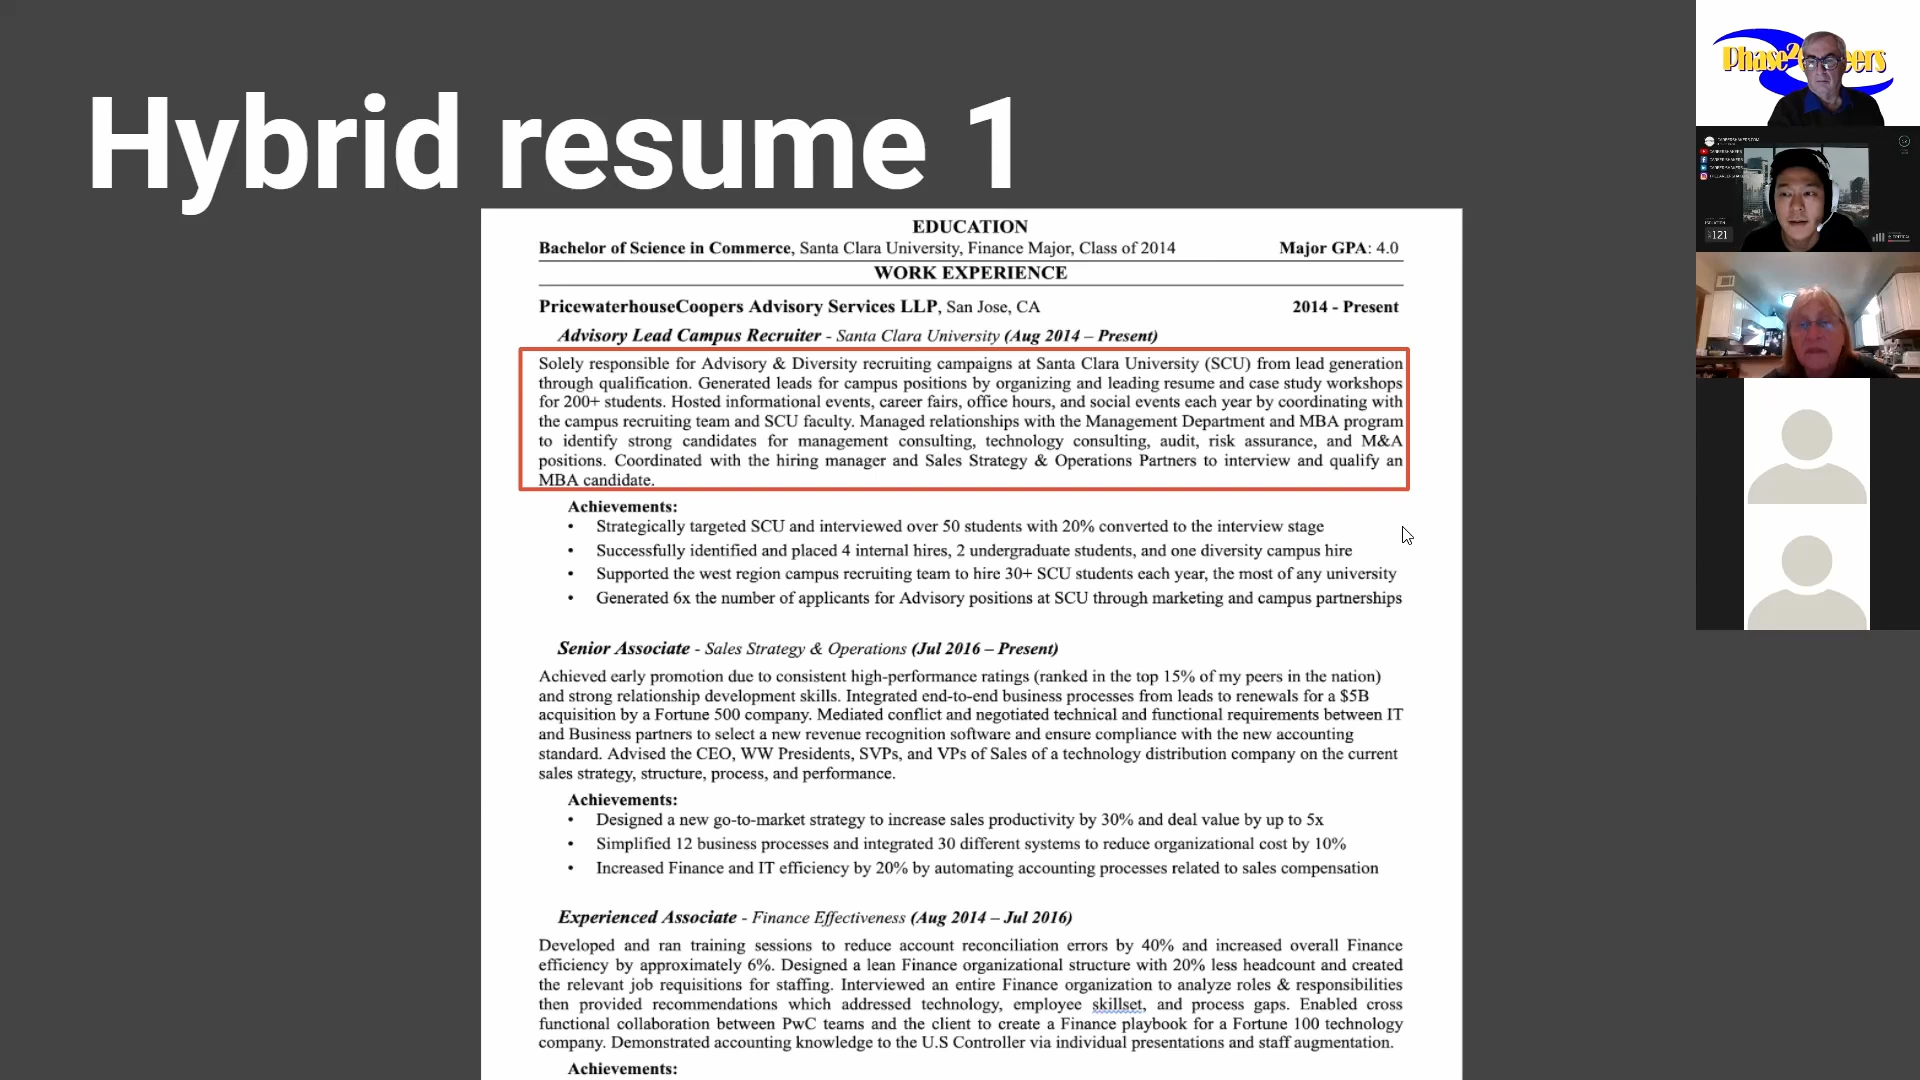 Hybrid resume 1
EDUCATION
Bachelor of Science in Commerce, Santa Clara University, Finance Major, Class of 2014 Major GPA: 4.0
WORK EXPERIENCE
PricewaterhouseCoopers Advisory Services LLP, San Jose, CA 2014 - Present
Advisory Lead Campus Recruiter - Santa Clara University (Aug 2014 – Present)
Solely responsible for Advisory & Diversity recruiting campaigns at Santa Clara University (SCU) from lead generation
through qualification. Generated leads for campus positions by organizing and leading resume and case study workshops
for 200+ students. Hosted informational events, career fairs, office hours, and social events each year by coordinating with
the campus recruiting team and SCU faculty. Managed relationships with the Management Department and MBA program
to identify strong candidates for management consulting, technology consulting, audit, risk assurance, and M&A
positions. Coordinated with the hiring manager and Sales Strategy & Operations Partners to interview and qualify an
MBA candidate.
Achievements:
• Strategically targeted SCU and interviewed over 50 students with 20% converted to the interview stage
• Successfully identified and placed 4 internal hires, 2 undergraduate students, and one diversity campus hire
• Supported the west region campus recruiting team to hire 30+ SCU students each year, the most of any university
• Generated 6x the number of applicants for Advisory positions at SCU through marketing and campus partnerships
Senior Associate - Sales Strategy & Operations (Jul 2016 – Present)
Achieved early promotion due to consistent high-performance ratings (ranked in the top 15% of my peers in the nation)
and strong relationship development skills. Integrated end-to-end business processes from leads to renewals for a $5B
acquisition by a Fortune 500 company. Mediated conflict and negotiated technical and functional requirements between IT
and Business partners to select a new revenue recognition software and ensure compliance with the new accounting
standard. Advised the CEO, WW Presidents, SVPs, and VPs of Sales of a technology distribution company on the current
sales strategy, structure, process, and performance.
Achievements:
• Designed a new go-to-market strategy to increase sales productivity by 30% and deal value by up to 5x
• Simplified 12 business processes and integrated 30 different systems to reduce organizational cost by 10%
• Increased Finance and IT efficiency by 20% by automating accounting processes related to sales compensation
Experienced Associate - Finance Effectiveness (Aug 2014 – Jul 2016)
Developed and ran training sessions to reduce account reconciliation errors by 40% and increased overall Finance
efficiency by approximately 6%. Designed a lean Finance organizational structure with 20% less headcount and created
the relevant job requisitions for staffing. Interviewed an entire Finance organization to analyze roles & responsibilities
then provided recommendations which addressed technology, employee skillset, and process gaps. Enabled cross
functional collaboration between PwC teams and the client to create a Finance playbook for a Fortune 100 technology
company. Demonstrated accounting knowledge to the U.S Controller via individual presentations and staff augmentation.
Achievements:
121